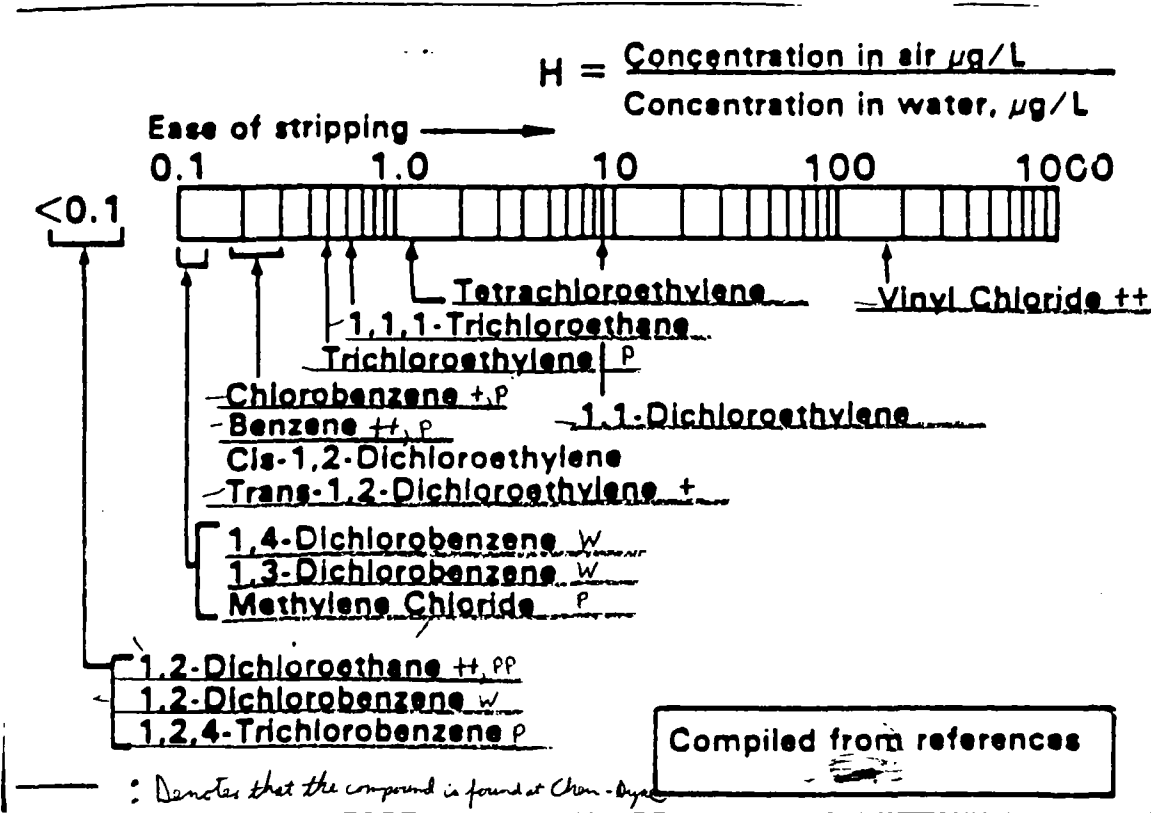 H = Concentration in air µg/L
Concentration in water, µg/L
Ease of stripping
0.1 1.0 10 100 1000
<0.1
Tetrachloroethylene
Vinyl Chloride ++
1,1,1-Trichloroethane
Trichloroethylene P
Chlorobenzene +,P
1,1-Dichloroethylene
Benzene ++, P
Cis-1,2-Dichloroethylene
Trans-1,2-Dichloroethylene +
1,4-Dichlorobenzene W
1,3-Dichlorobenzene W
Methylene Chloride P
1,2-Dichloroethane ++, PP
1,2-Dichlorobenzene W
1,2,4-Trichlorobenzene P
Compiled from references
: Denotes that the compound is found at Chem-